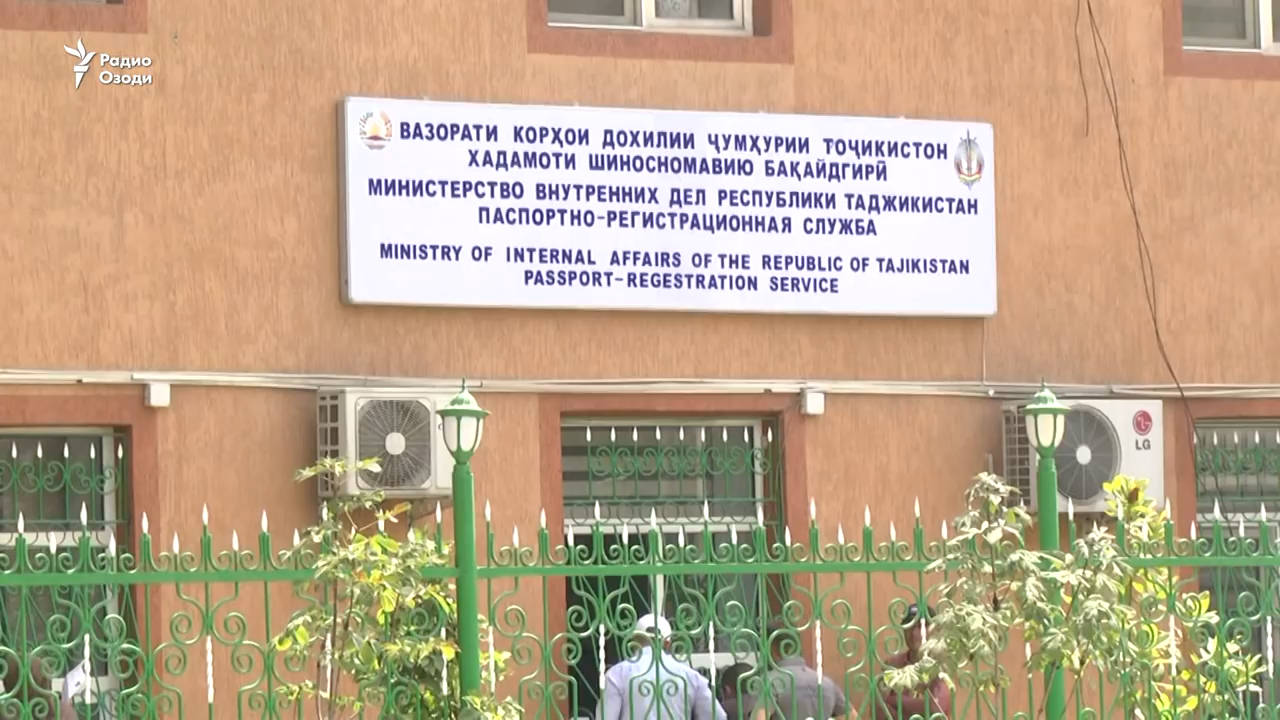 Радио
Озоди
ВАЗОРАТИ КОРҲОИ ДОХИЛИИ ҶУМҲУРИИ ТОҶИКИСТОН
ХАДАМОТИ ШИНОСНОМАВИЮ БАҚАЙДГИРӢ
МИНИСТЕРСТВО ВНУТРЕННИХ ДЕЛ РЕСПУБЛИКИ ТАДЖИКИСТАН
ПАСПОРТНО-РЕГИСТРАЦИОННАЯ СЛУЖБА
MINISTRY OF INTERNAL AFFAIRS OF THE REPUBLIC OF TAJIKISTAN
PASSPORT-REGESTRATION SERVICE
LG